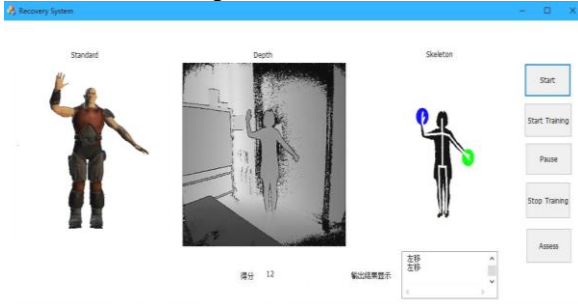 Recovery System
Standard
Depth
Skeleton
Start
Start Training
Pause
Stop Training
Assess
得分 12
输出结果显示
左移
左移